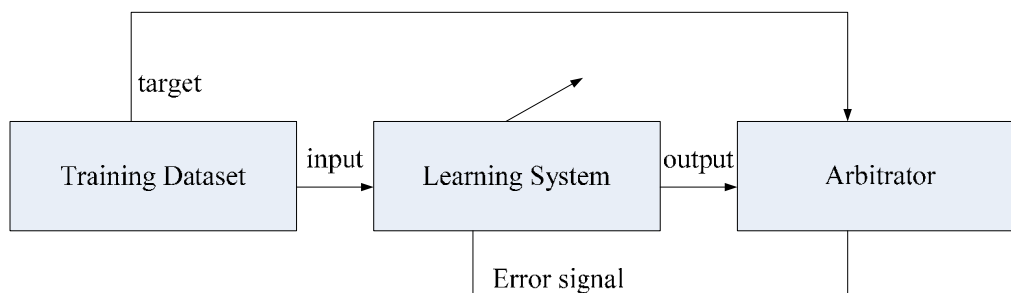 target
Training Dataset
input
Learning System
output
Arbitrator
Error signal